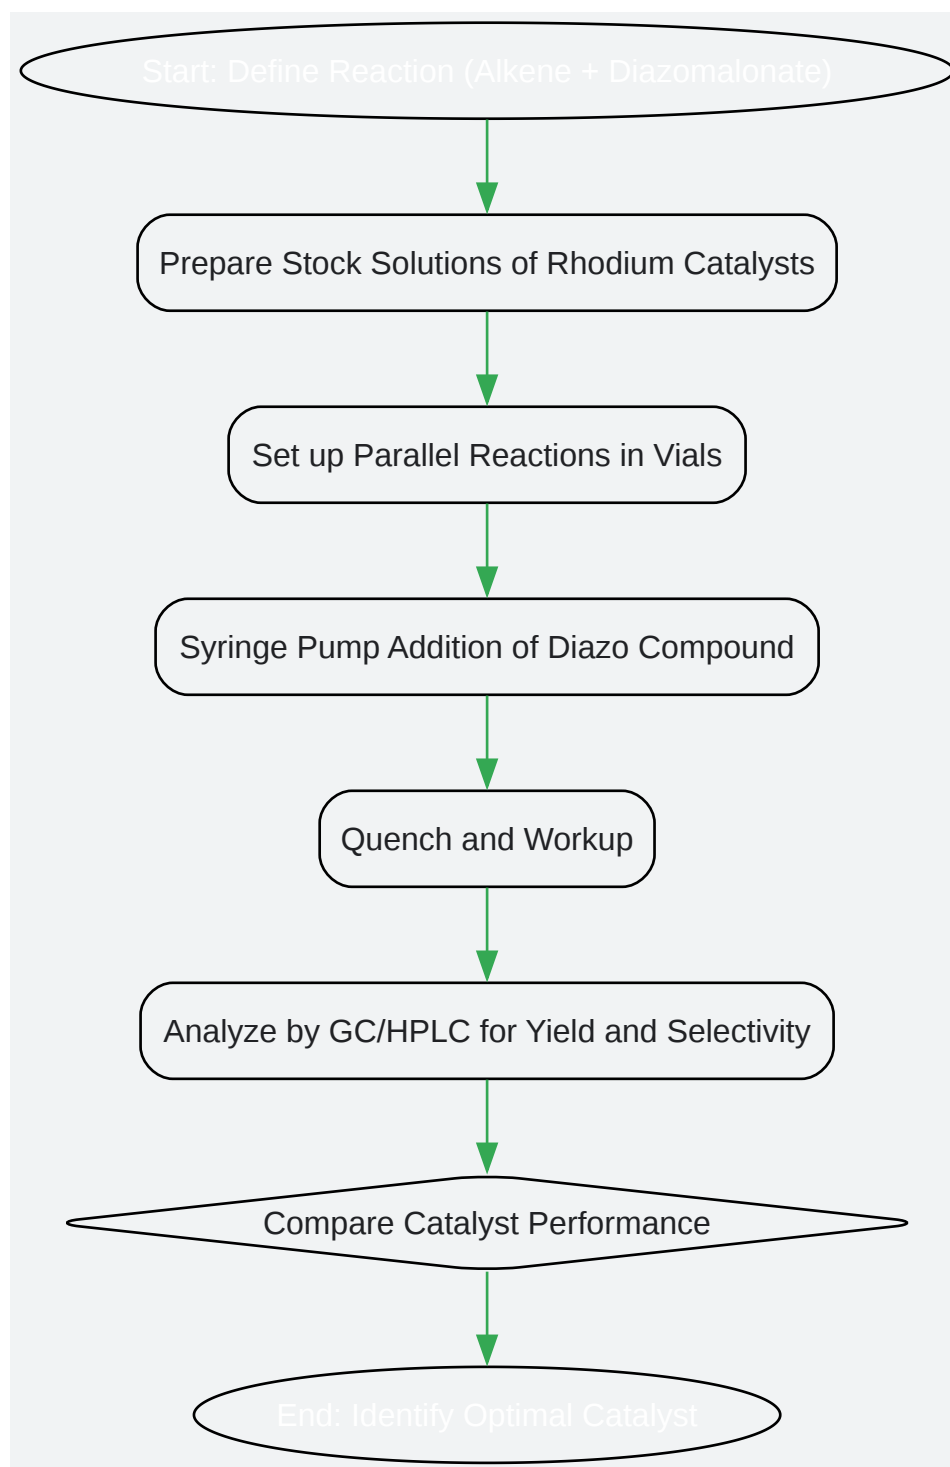 Start: Define Reaction (Alkene + Diazomalonate)
Prepare Stock Solutions of Rhodium Catalysts
Set up Parallel Reactions in Vials
Syringe Pump Addition of Diazo Compound
Quench and Workup
Analyze by GC/HPLC for Yield and Selectivity
Compare Catalyst Performance
End: Identify Optimal Catalyst